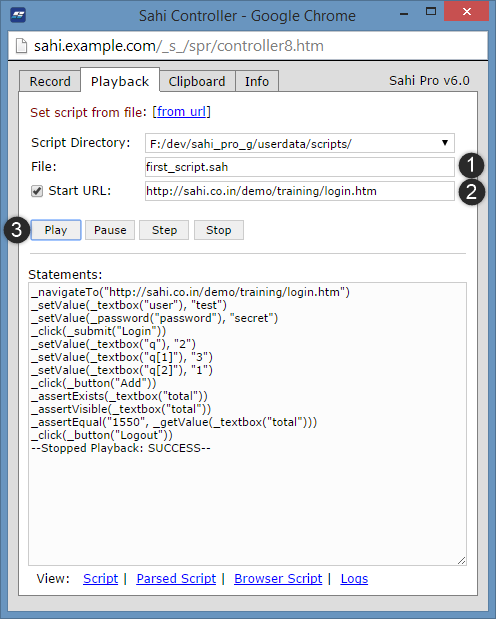 Sahi Controller - Google Chrome
sahi.example.com/_s_/spr/controller8.htm
Record Playback Clipboard Info Sahi Pro v6.0
Set script from file: [from url]
Script Directory: F:/dev/sahi_pro_g/userdata/scripts/
File: first_script.sah 1
Start URL: http://sahi.co.in/demo/training/login.htm 2
3 Play Pause Step Stop
Statements:
_navigateTo("http://sahi.co.in/demo/training/login.htm")
_setValue(_textbox("user"), "test")
_setValue(_password("password"), "secret")
_click(_submit("Login"))
_setValue(_textbox("q"), "2")
_setValue(_textbox("q[1]"), "3")
_setValue(_textbox("q[2]"), "1")
_click(_button("Add"))
_assertExists(_textbox("total"))
_assertVisible(_textbox("total"))
_assertEqual("1550", _getValue(_textbox("total")))
_click(_button("Logout"))
--Stopped Playback: SUCCESS--
View: Script | Parsed Script | Browser Script | Logs